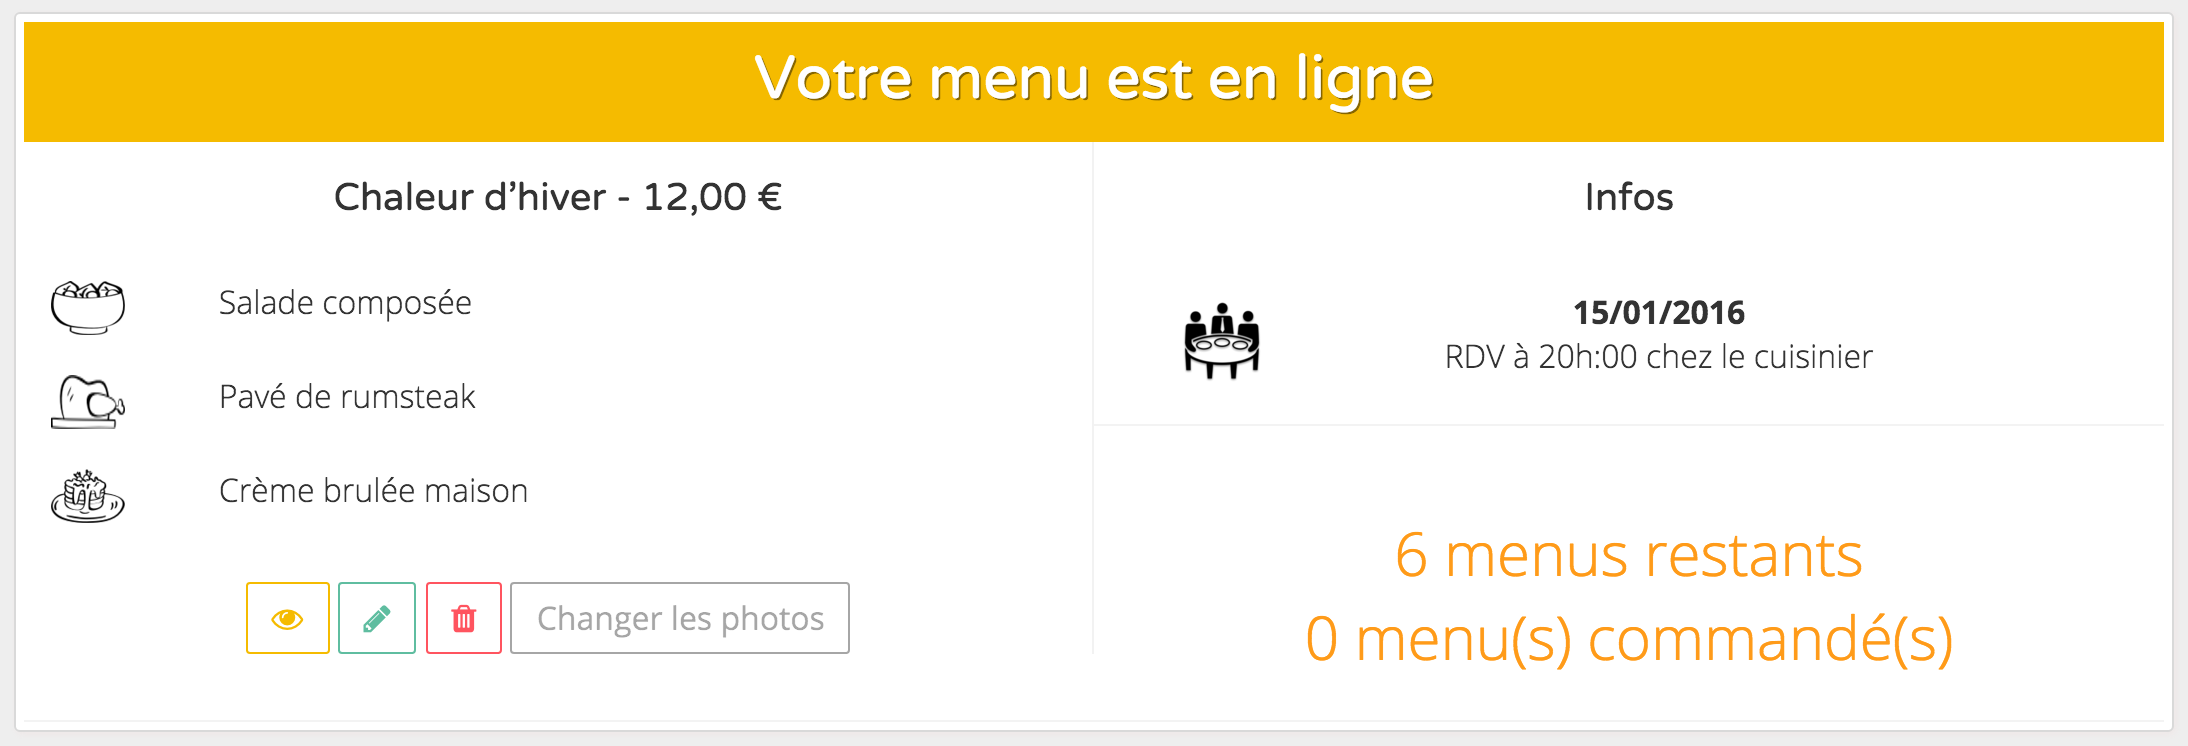 Votre menu est en ligne
Chaleur d’hiver - 12,00 €
Salade composée
Pavé de rumsteak
Crème brulée maison
Changer les photos
Infos
15/01/2016
RDV à 20h:00 chez le cuisinier
6 menus restants
0 menu(s) commandé(s)